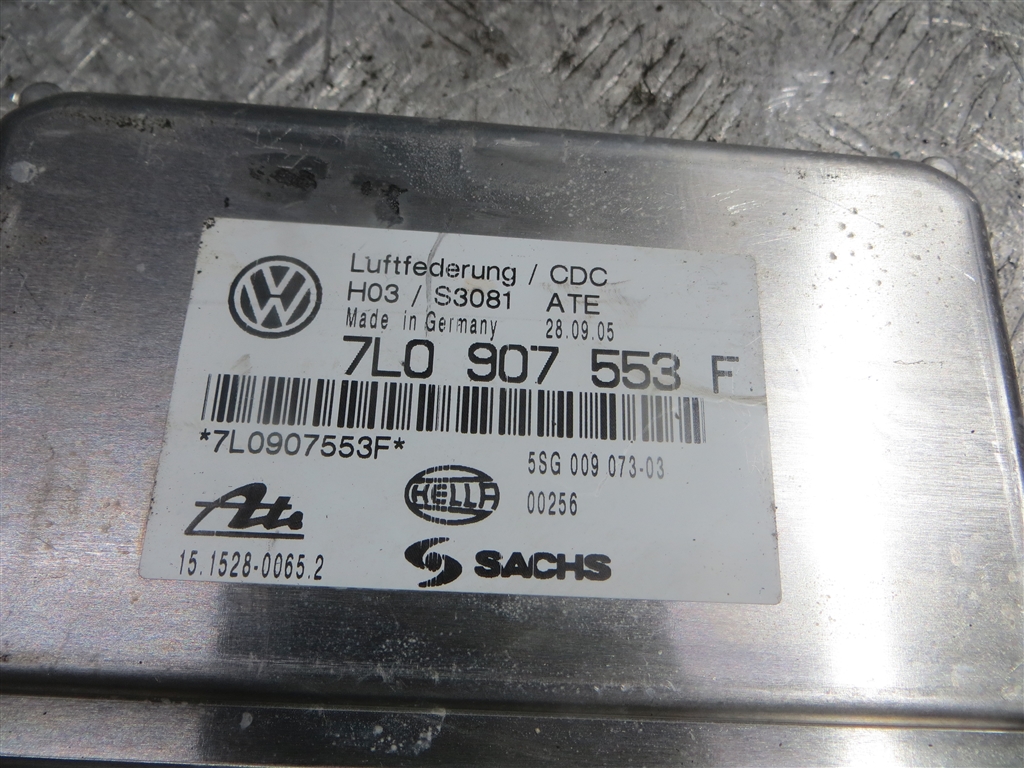 Luftfederung / CDC
H03 / S3081 ATE
Made in Germany 28.09.05
7L0 907 553 F
*7L0907553F*
5SG 009 073-03
HELLA 00256
Ate
15.1528-0065.2
SACHS